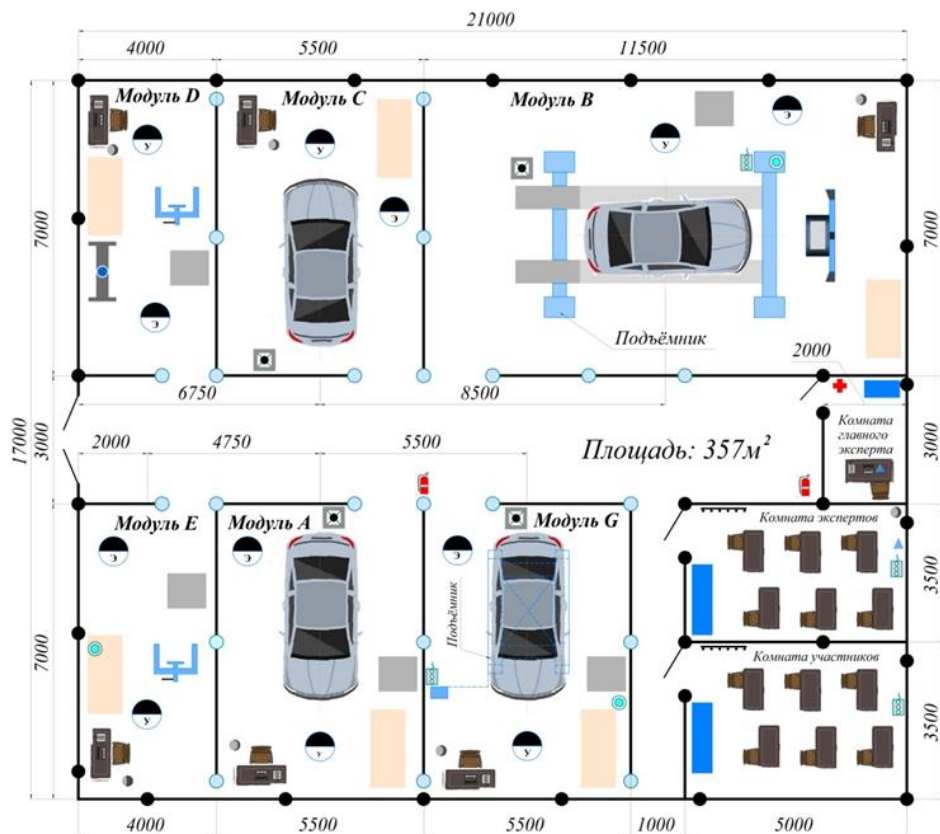 21000
4000
5500
11500
Модуль D
Модуль C
Модуль B
У
У
У
Э
Э
Э
7000
7000
Подъёмник
2000
6750
8500
17000
3000
3000
2000
4750
5500
Площадь: 357м²
Комната
главного
эксперта
Модуль E
Модуль A
Модуль G
Комната экспертов
Э
Э
Э
Подъёмник
3500
7000
Комната участников
У
У
У
3500
4000
5500
5500
1000
5000